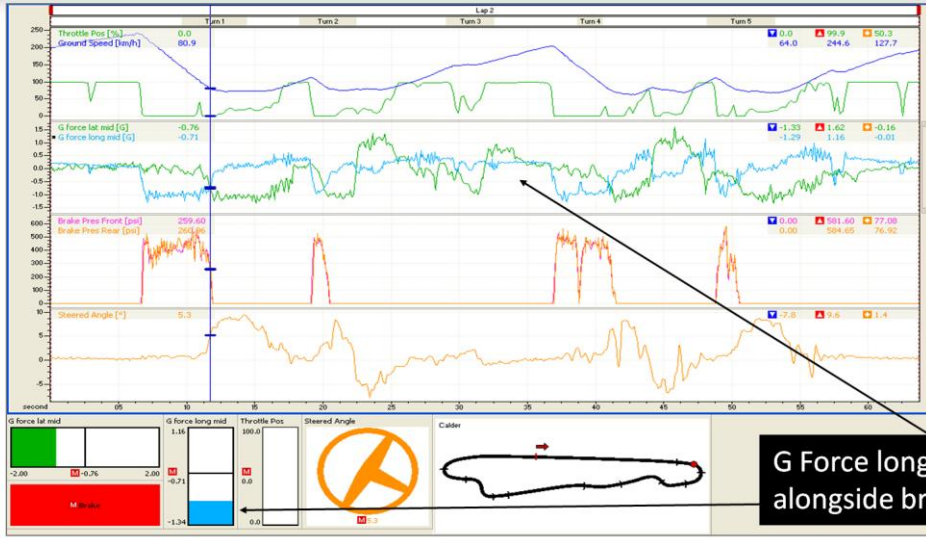 Lap 2
Turn 1 Turn 2 Turn 3 Turn 4 Turn 5
250
200
150
100
50
0
Throttle Pos [%] 0.0
Ground Speed [km/h] 80.9
0.0 99.9 50.3
64.0 244.6 127.7
1.5
1.0
0.5
0.0
-0.5
-1.0
-1.5
G force lat mid [G] -0.76
G force long mid [G] -0.71
-1.33 1.62 -0.16
-1.29 1.16 -0.01
600
500
400
300
200
100
0
Brake Pres Front [psi] 259.60
Brake Pres Rear [psi]
0.00 581.60 77.08
0.00 584.65 76.92
10
5
0
-5
Steered Angle [°] 5.3
-7.8 9.6 1.4
second 05 10 15 20 25 30 35 40 45 50 55 60
G force lat mid
-2.00 M -0.76 2.00
M Brake
G force long mid
1.16
M
-0.71
-1.34
Throttle Pos
100.0
M
0.0
0.0
Steered Angle
M 5.3
Calder
G Force long
alongside br